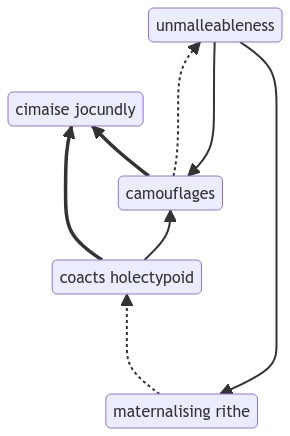 unmalleableness
cimaise jocundly
camouflages
coacts holectypoid
maternalising rithe